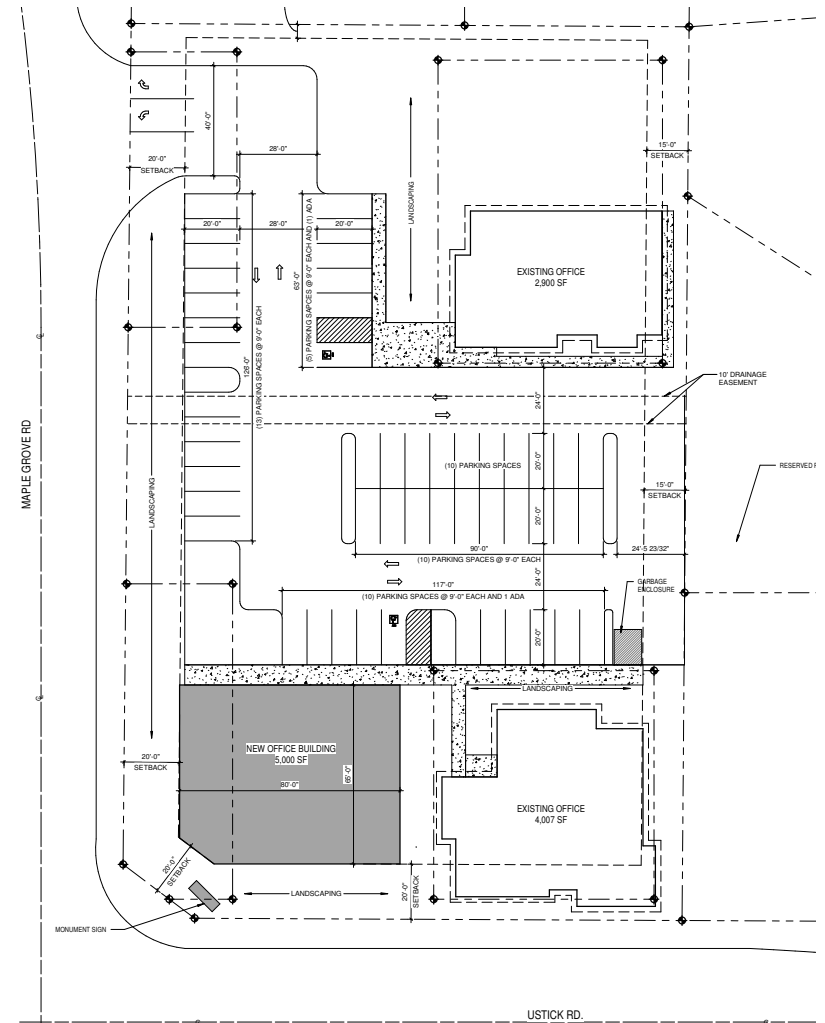 40'-0"
28'-0"
20'-0"
SETBACK
15'-0"
SETBACK
LANDSCAPING
20'-0"
28'-0"
20'-0"
63'-0"
(5) PARKING SAPCES @ 9'-0" EACH AND (1) ADA
126'-0"
(13) PARKING SPACES @ 9'-0" EACH
EXISTING OFFICE
2,900 SF
10' DRAINAGE
EASEMENT
24'-0"
MAPLE GROVE RD
LANDSCAPING
(10) PARKING SPACES
20'-0"
15'-0"
SETBACK
RESERVED
20'-0"
90'-0"
24'-5 23/32"
(10) PARKING SPACES @ 9'-0" EACH
24'-0"
117'-0"
(10) PARKING SPACES @ 9'-0" EACH AND 1 ADA
GARBAGE
ENCLOSURE
20'-0"
LANDSCAPING
NEW OFFICE BUILDING
5,000 SF
65'-0"
80'-0"
20'-0"
SETBACK
EXISTING OFFICE
4,007 SF
20'-0"
SETBACK
LANDSCAPING
20'-0"
SETBACK
MONUMENT SIGN
USTICK RD.